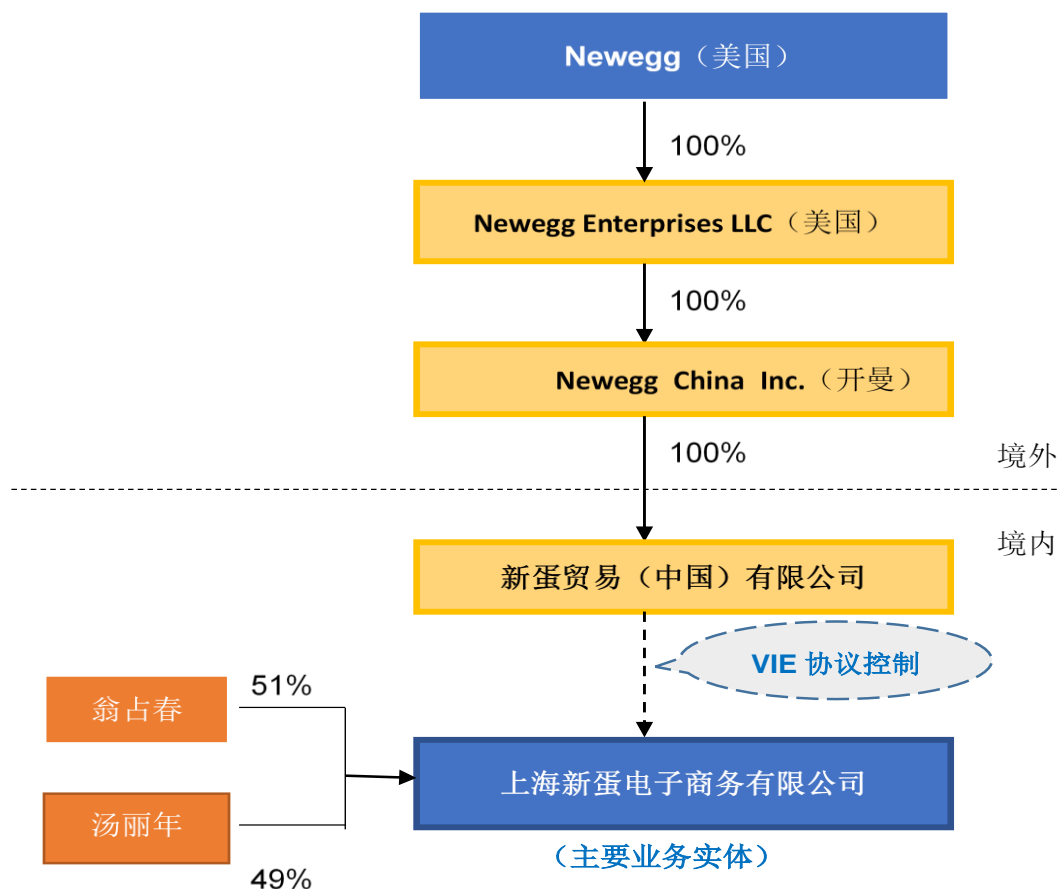 Newegg（美国）
100%
Newegg Enterprises LLC（美国）
100%
Newegg China Inc.（开曼）
100%
境外
境内
新蛋贸易（中国）有限公司
VIE 协议控制
翁占春
51%
上海新蛋电子商务有限公司
汤丽年
49%
（主要业务实体）